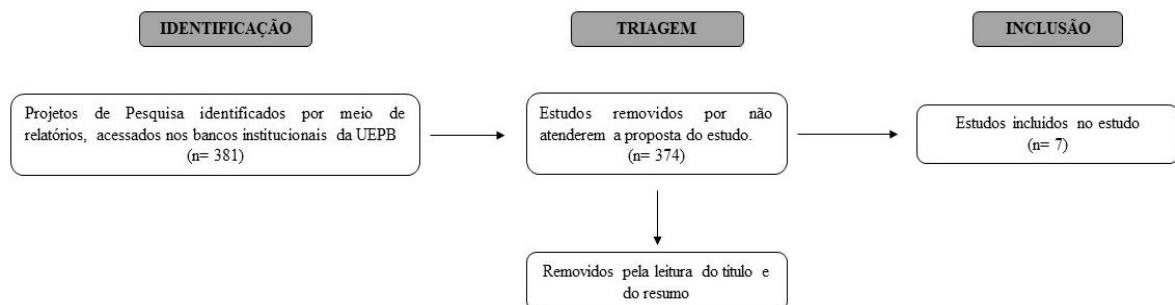 IDENTIFICAÇÃO
TRIAGEM
INCLUSÃO
Projetos de Pesquisa identificados por meio de
relatórios, acessados nos bancos institucionais da UEPB
(n= 381)
Estudos removidos por não
atenderem a proposta do estudo.
(n= 374)
Estudos incluídos no estudo
(n= 7)
Removidos pela leitura do título e
do resumo